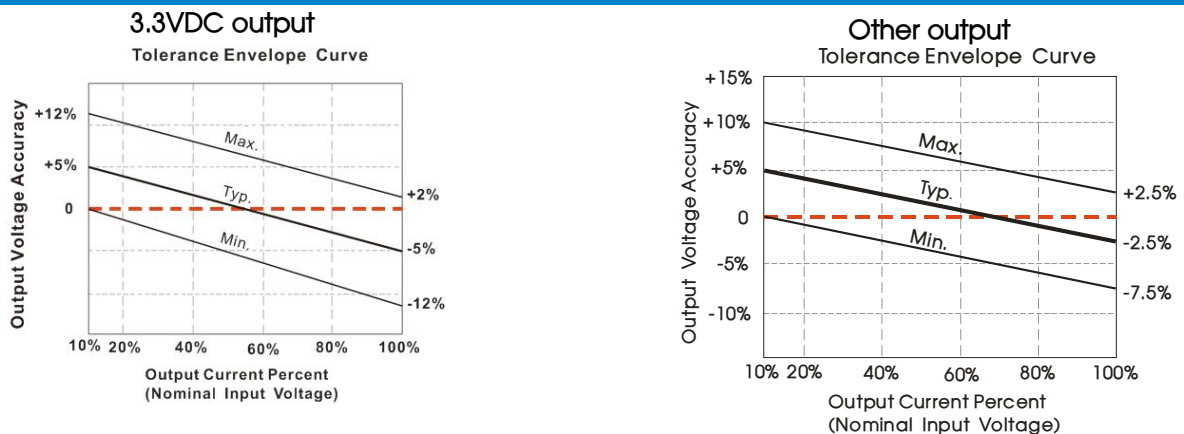 3.3VDC output
Tolerance Envelope Curve
Output Voltage Accuracy
+12%
+5%
0
Max.
Typ.
Min.
+2%
-5%
-12%
10% 20% 40% 60% 80% 100%
Output Current Percent
(Nominal Input Voltage)
Other output
Tolerance Envelope Curve
Output Voltage Accuracy
+15%
+10%
+5%
0
-5%
-10%
Max.
Typ.
Min.
+2.5%
-2.5%
-7.5%
10% 20% 40% 60% 80% 100%
Output Current Percent
(Nominal Input Voltage)